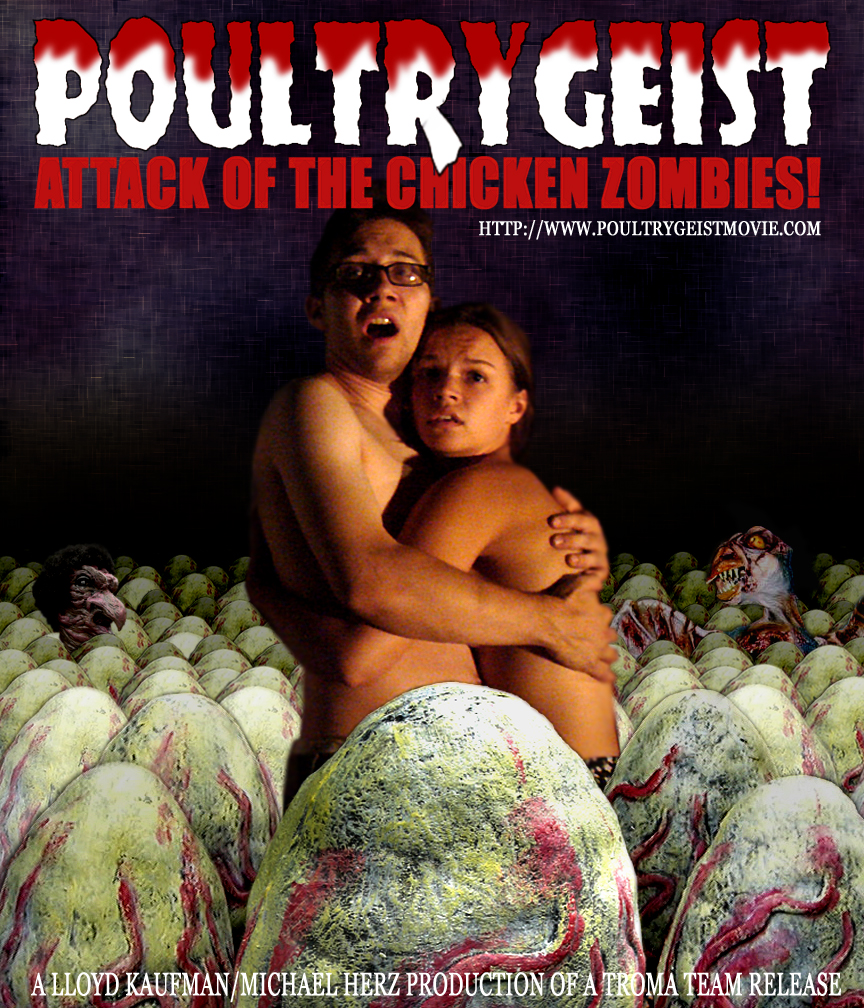 POULTRYGEIST
ATTACK OF THE CHICKEN ZOMBIES!
HTTP://WWW.POULTRYGEISTMOVIE.COM
A LLOYD KAUFMAN/MICHAEL HERZ PRODUCTION OF A TROMA TEAM RELEASE